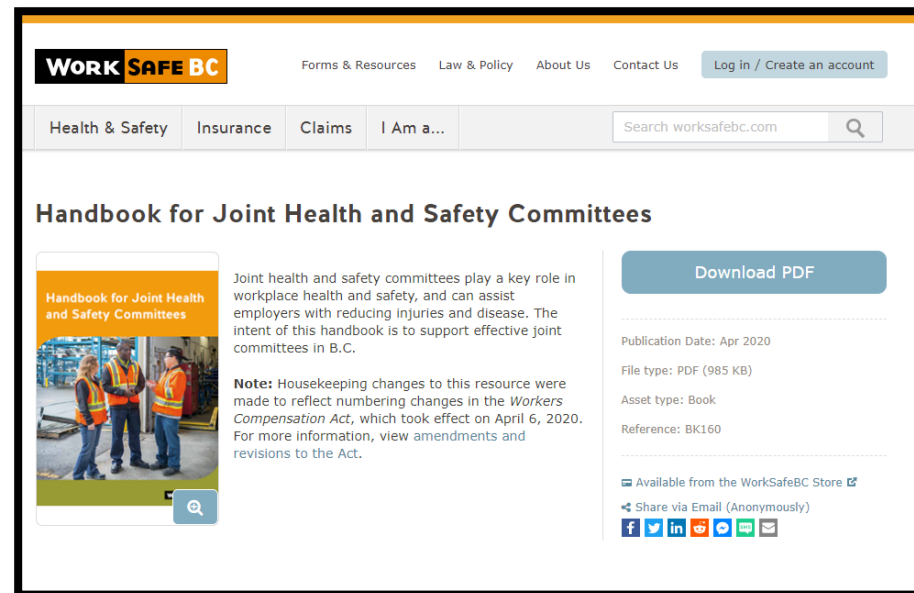 WORK SAFE BC
Forms & Resources Law & Policy About Us Contact Us Log in / Create an account
Health & Safety Insurance Claims I Am a...
Search worksafebc.com
Handbook for Joint Health and Safety Committees
Handbook for Joint Health
and Safety Committees
Joint health and safety committees play a key role in
workplace health and safety, and can assist
employers with reducing injuries and disease. The
intent of this handbook is to support effective joint
committees in B.C.
Note: Housekeeping changes to this resource were
made to reflect numbering changes in the Workers
Compensation Act, which took effect on April 6, 2020.
For more information, view amendments and
revisions to the Act.
Download PDF
Publication Date: Apr 2020
File type: PDF (985 KB)
Asset type: Book
Reference: BK160
Available from the WorkSafeBC Store
Share via Email (Anonymously)